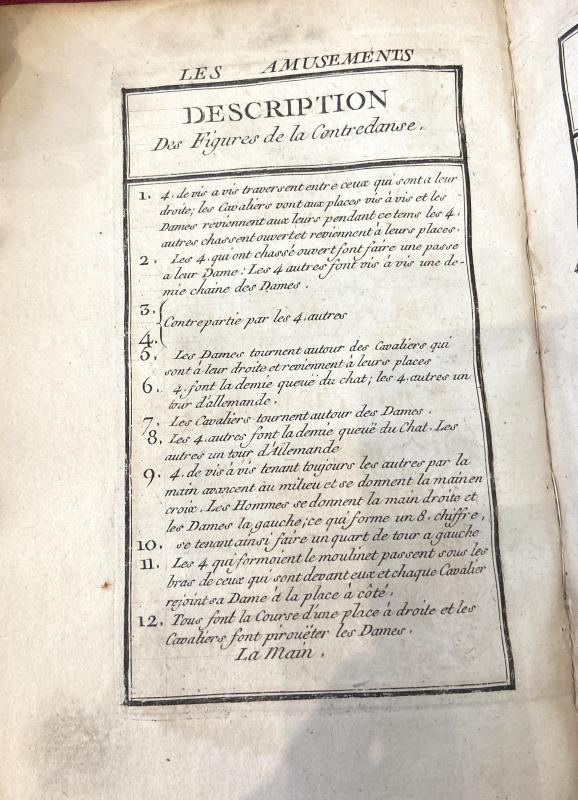 LES AMUSEMENTS
DESCRIPTION
Des Figures de la Contredanse.
1. 4. de vis a vis traversent entre ceux qui sont a leur
droite; les Cavaliers vont aux places vis à vis et les
Dames reviennent aux leurs pendant ce tems les 4.
autres chassent ouvert et reviennent à leurs places.
2. Les 4. qui ont chassé ouvert font faire une passe
a leur Dame; Les 4 autres font vis à vis une de-
mie chaine des Dames.
3.
Contrepartie par les 4. autres
4.
5. Les Dames tournent autour des Cavaliers qui
sont à leur droite et reviennent à leurs places
6. 4. font la demie queuë du chat; les 4. autres un
tour d'allemande.
7. Les Cavaliers tournent autour des Dames.
8. Les 4. autres font la demie queuë du Chat. Les
autres un tour d'Allemande
9. 4. de vis à vis tenant toujours les autres par la
main avancent au milieu et se donnent la main en
croix. Les Hommes se donnent la main droite et
les Dames la gauche; ce qui forme un 8. chiffre,
10. se tenant ainsi faire un quart de tour a gauche
11. Les 4 qui formoient le moulinet passent sous les
bras de ceux qui sont devant eux et chaque Cavalier
rejoint sa Dame à la place à côté.
12. Tous font la Course d'une place à droite et les
Cavaliers font pirouëter les Dames.
La Main.